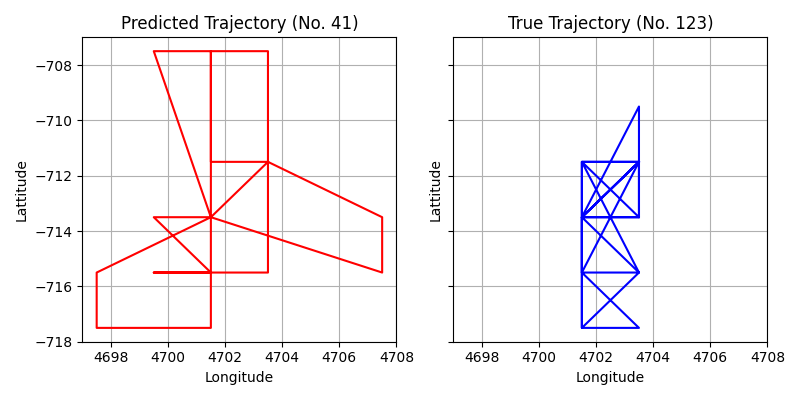 Predicted Trajectory (No. 41)
True Trajectory (No. 123)
−708
−710
−712
−714
−716
−718
Lattitude
Lattitude
4698 4700 4702 4704 4706 4708
4698 4700 4702 4704 4706 4708
Longitude
Longitude